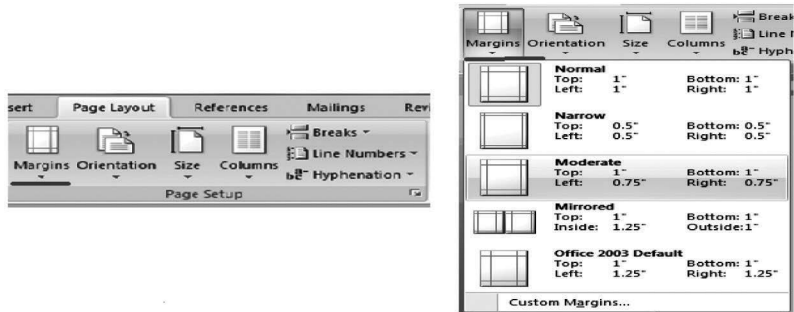 sert Page Layout References Mailings Revi
Margins Orientation Size Columns
Breaks
Line Numbers
Hyphenation
Page Setup
Margins Orientation Size Columns
Break
Line N
Hyph
Normal
Top: 1" Bottom: 1"
Left: 1" Right: 1"
Narrow
Top: 0.5" Bottom: 0.5"
Left: 0.5" Right: 0.5"
Moderate
Top: 1" Bottom: 1"
Left: 0.75" Right: 0.75"
Mirrored
Top: 1" Bottom: 1"
Inside: 1.25" Outside:1"
Office 2003 Default
Top: 1" Bottom: 1"
Left: 1.25" Right: 1.25"
Custom Margins...